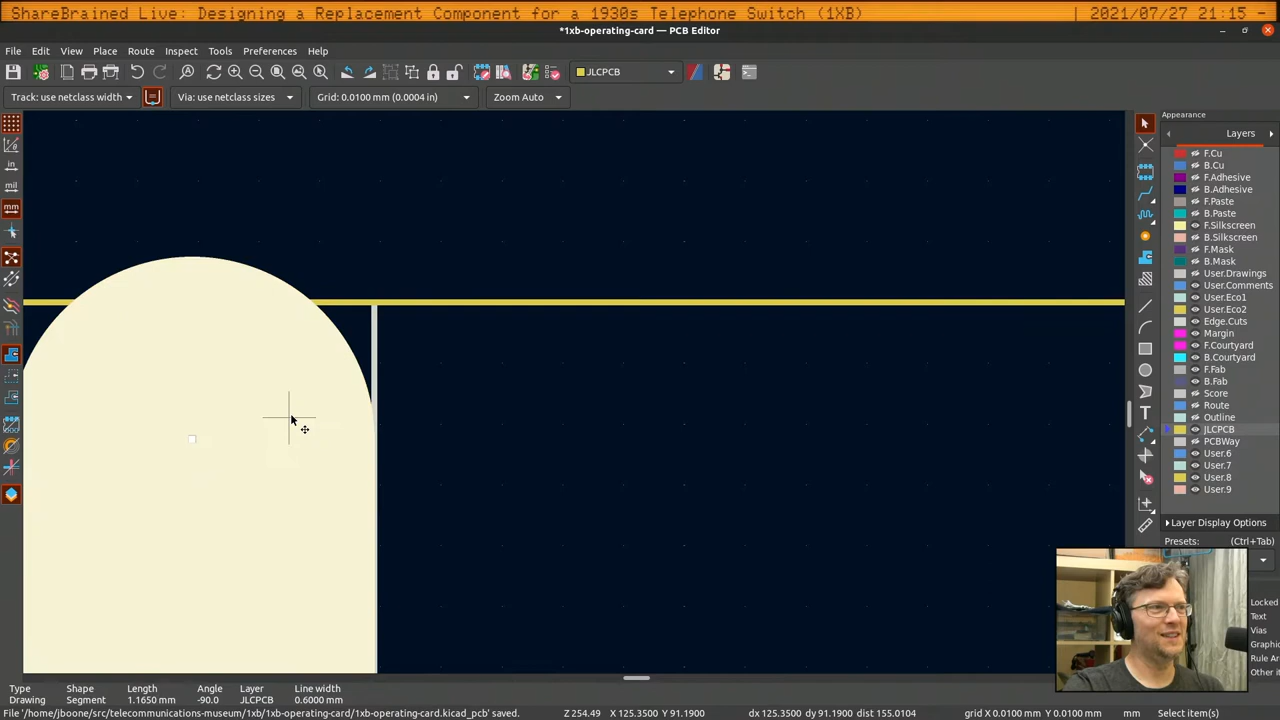 ShareBrained Live: Designing a Replacement Component for a 1930s Telephone Switch (1XB) | 2021/07/27 21:15 -
*1xb-operating-card — PCB Editor
File Edit View Place Route Inspect Tools Preferences Help
JLCPCB
Track: use netclass width
Via: use netclass sizes
Grid: 0.0100 mm (0.0004 in)
Zoom Auto
in
mil
mm
Appearance
Layers
F.Cu
B.Cu
F.Adhesive
B.Adhesive
F.Paste
B.Paste
F.Silkscreen
B.Silkscreen
F.Mask
B.Mask
User.Drawings
User.Comments
User.Eco1
User.Eco2
Edge.Cuts
Margin
F.Courtyard
B.Courtyard
F.Fab
B.Fab
Score
Route
Outline
JLCPCB
PCBWay
User.6
User.7
User.8
User.9
Layer Display Options
Presets: (Ctrl+Tab)
Locked
Text
Vias
Graphic
Rule Ar
Other it
Type Shape Length Angle Layer Line width
Drawing Segment 1.1650 mm -90.0 JLCPCB 0.6000 mm
File '/home/jboone/src/telecommunications-museum/1xb/1xb-operating-card/1xb-operating-card.kicad_pcb' saved. Z 254.49 X 125.3500 Y 91.1900 dx 125.3500 dy 91.1900 dist 155.0104 grid X 0.0100 Y 0.0100 mm Select item(s)